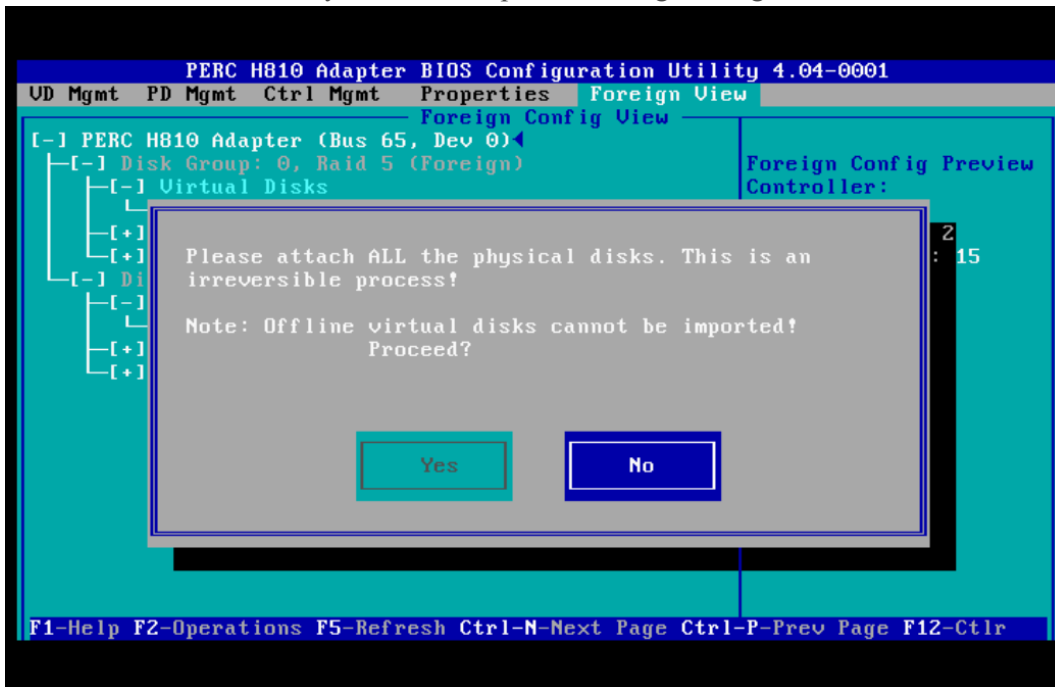 PERC H810 Adapter BIOS Configuration Utility 4.04-0001
VD Mgmt PD Mgmt Ctrl Mgmt Properties Foreign View
Foreign Config View
[-] PERC H810 Adapter (Bus 65, Dev 0)
[-] Disk Group: 0, Raid 5 (Foreign)
Foreign Config Preview
[-] Virtual Disks
Controller:
[+]
2
[+]
: 15
[-] Di
[-]
[+]
[+]
Please attach ALL the physical disks. This is an
irreversible process!
Note: Offline virtual disks cannot be imported!
Proceed?
Yes No
F1-Help F2-Operations F5-Refresh Ctrl-N-Next Page Ctrl-P-Prev Page F12-Ctlr